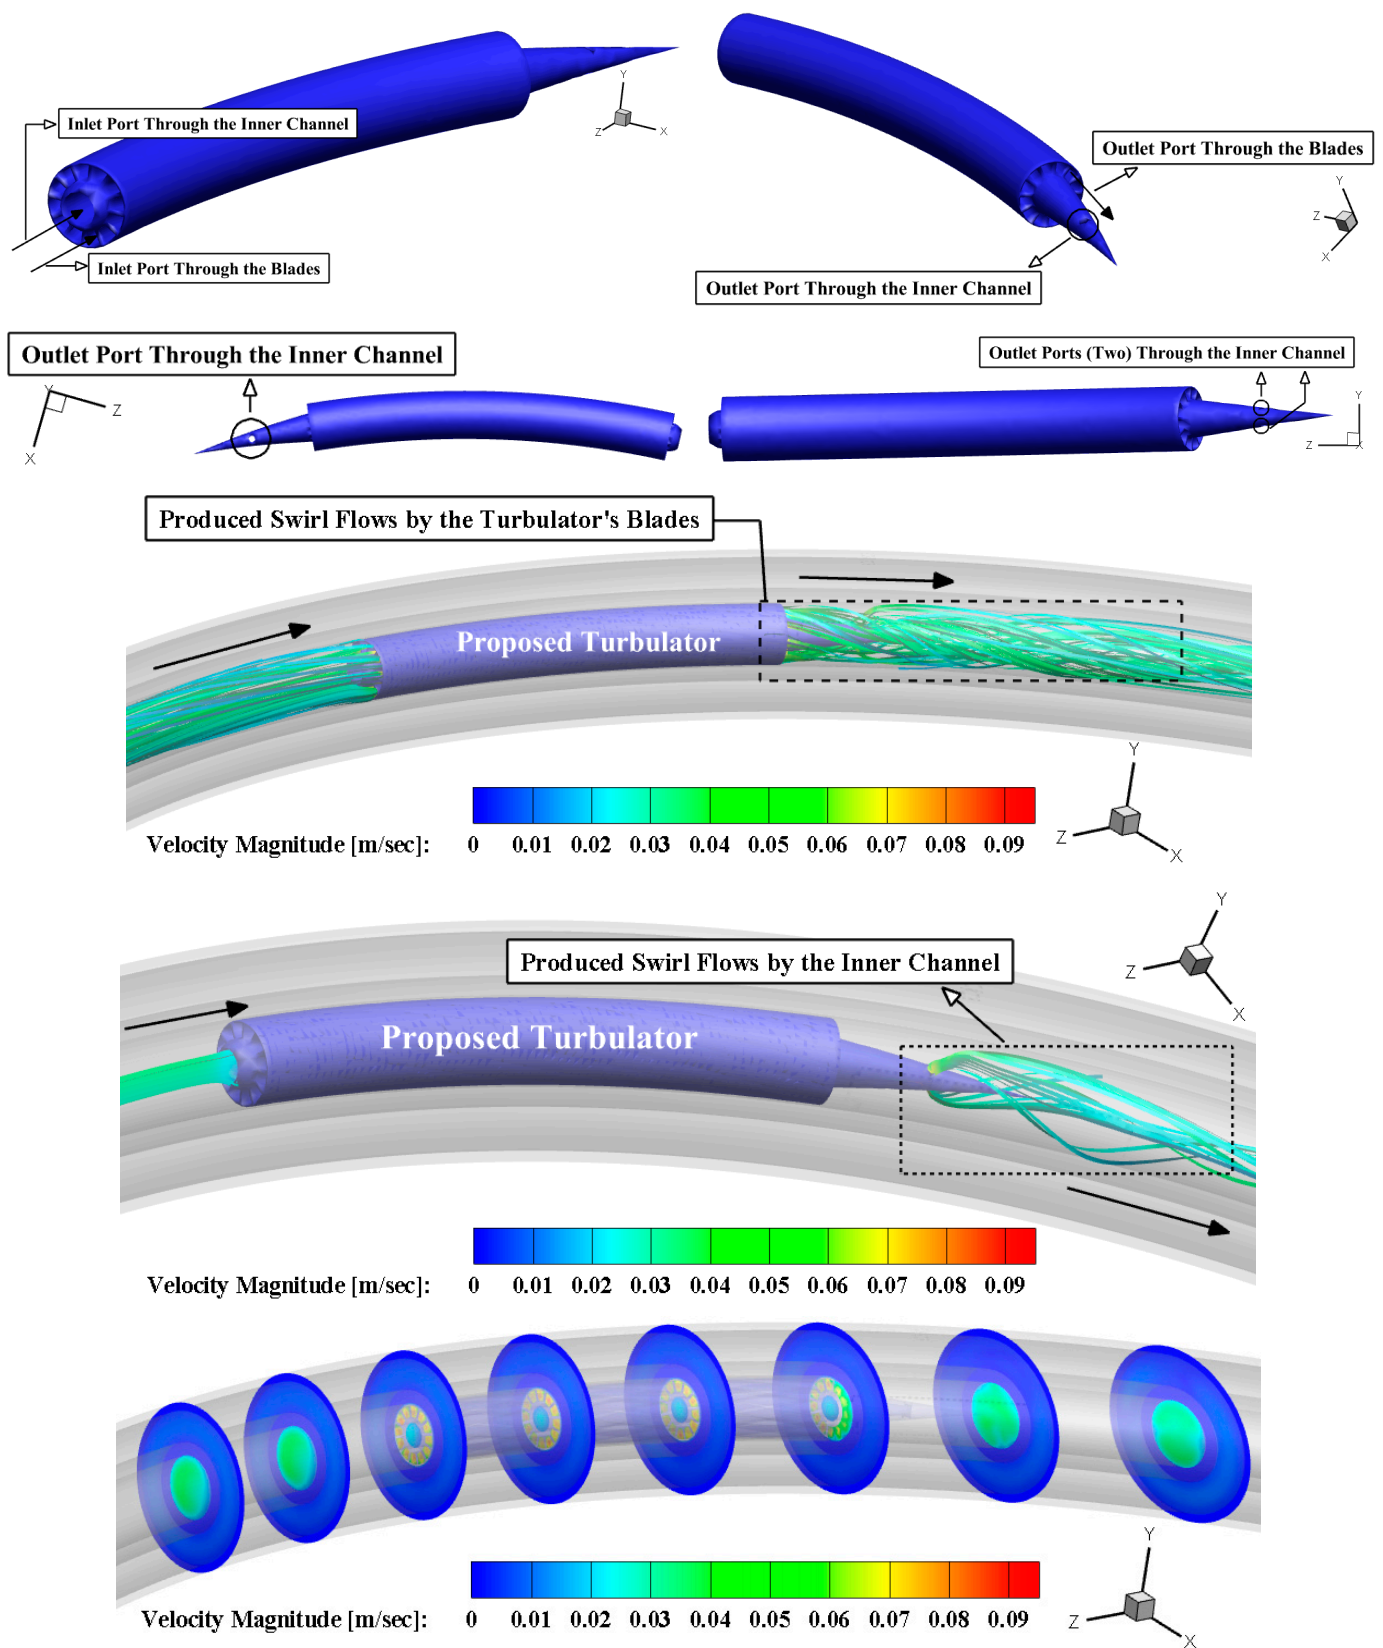 Y
Z
X
Inlet Port Through the Inner Channel
Inlet Port Through the Blades
Outlet Port Through the Blades
Y
Z
X
Outlet Port Through the Inner Channel
Outlet Port Through the Inner Channel
Y
Z
X
Outlet Ports (Two) Through the Inner Channel
Y
Z
X
Produced Swirl Flows by the Turbulator's Blades
Proposed Turbulator
Y
Z
X
Velocity Magnitude [m/sec]: 0 0.01 0.02 0.03 0.04 0.05 0.06 0.07 0.08 0.09
Y
Z
X
Produced Swirl Flows by the Inner Channel
Proposed Turbulator
Velocity Magnitude [m/sec]: 0 0.01 0.02 0.03 0.04 0.05 0.06 0.07 0.08 0.09
Y
Z
X
Velocity Magnitude [m/sec]: 0 0.01 0.02 0.03 0.04 0.05 0.06 0.07 0.08 0.09